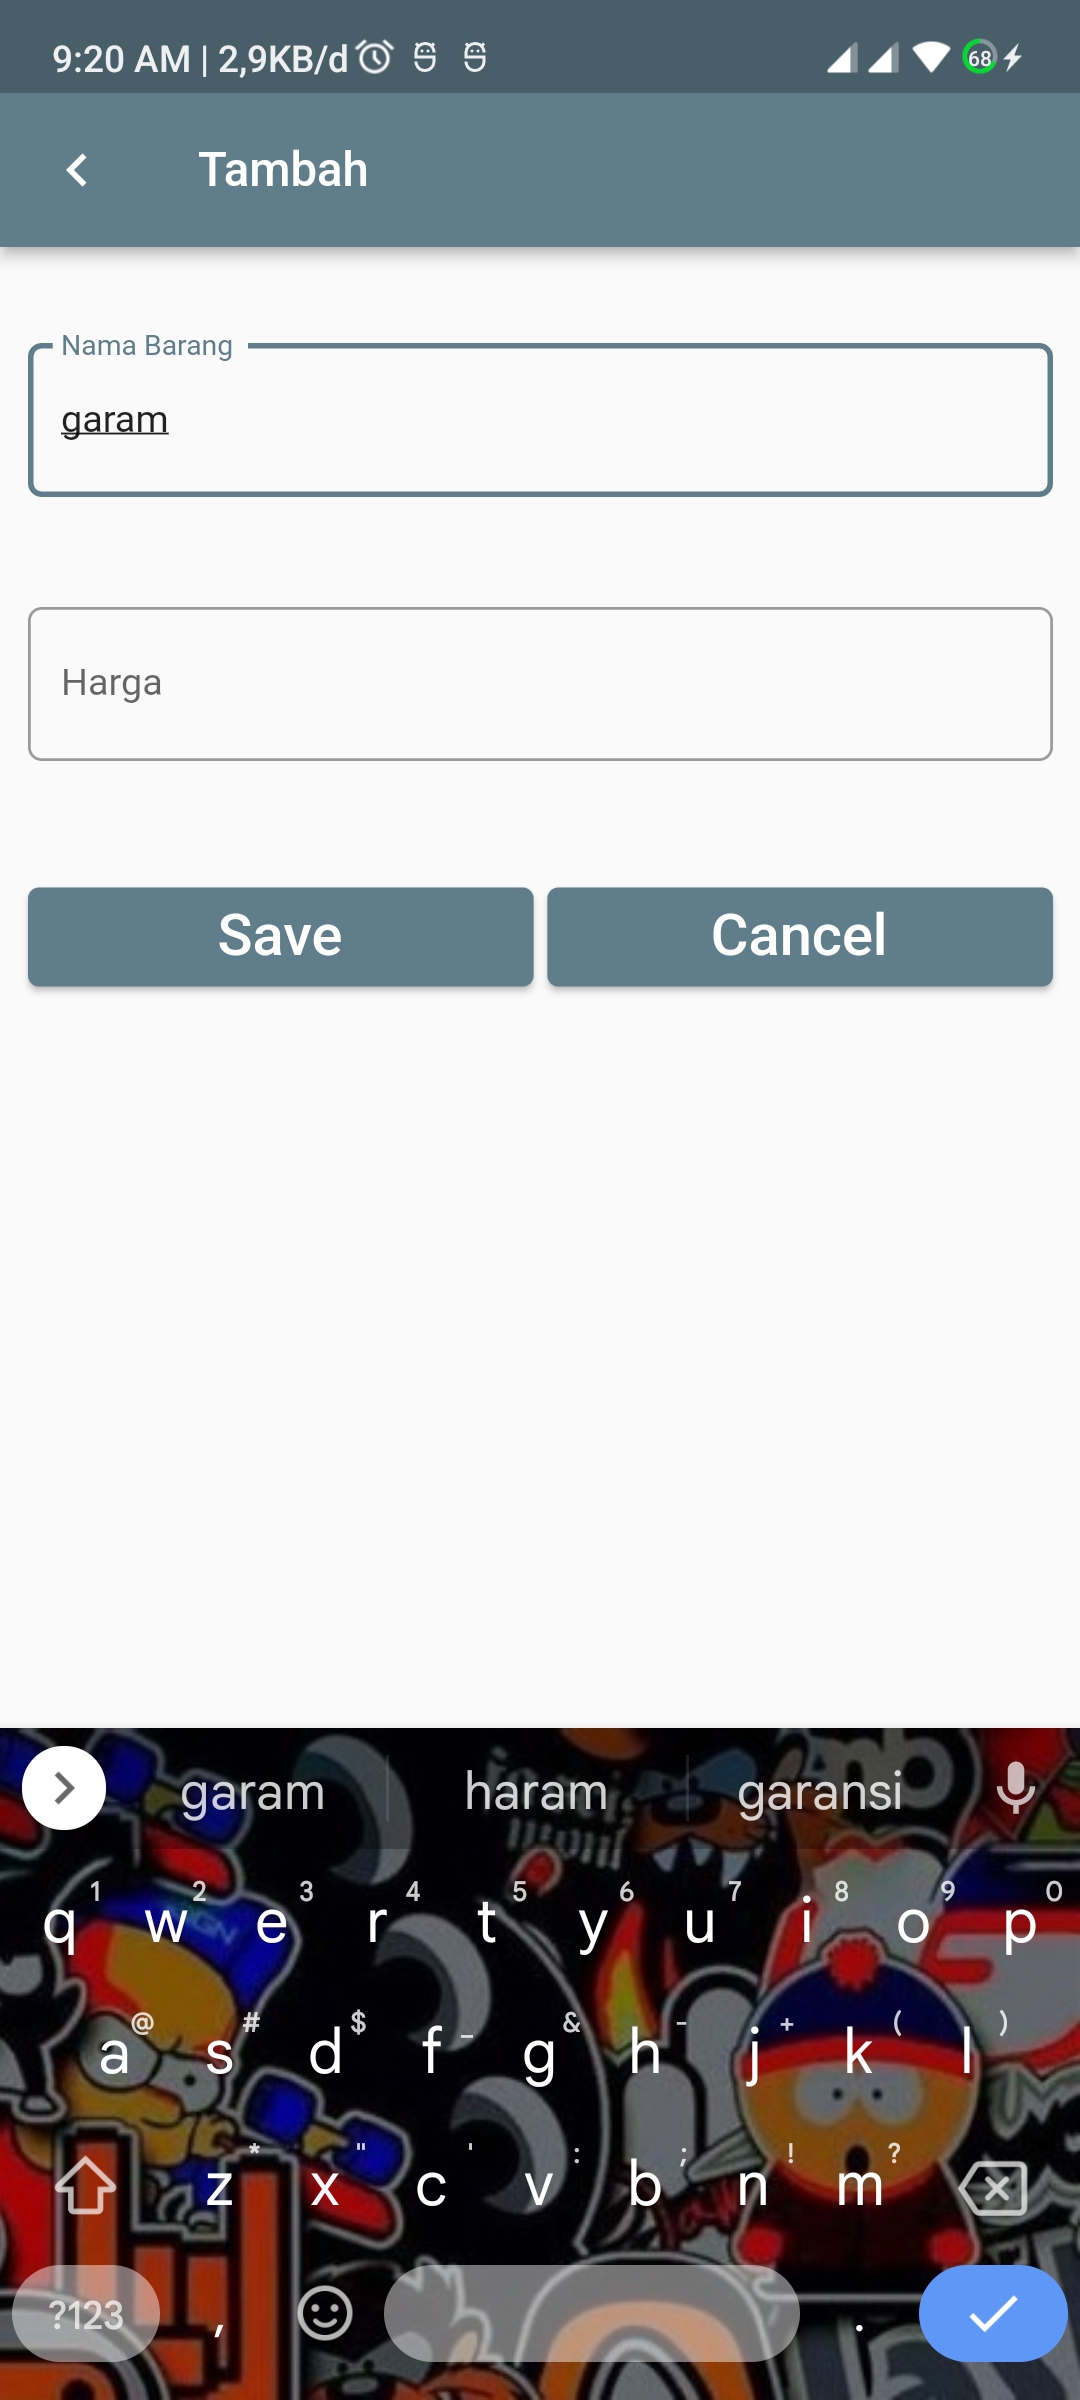 9:20 AM | 2,9KB/d 68
Tambah
Nama Barang
garam
Harga
Save Cancel
garam haram garansi
1 2 3 4 5 6 7 8 9 0
q w e r t y u i o p
@ # $ _ & - + ( )
a s d f g h j k l
* " ' : ; ! ?
z x c v b n m
?123 , .